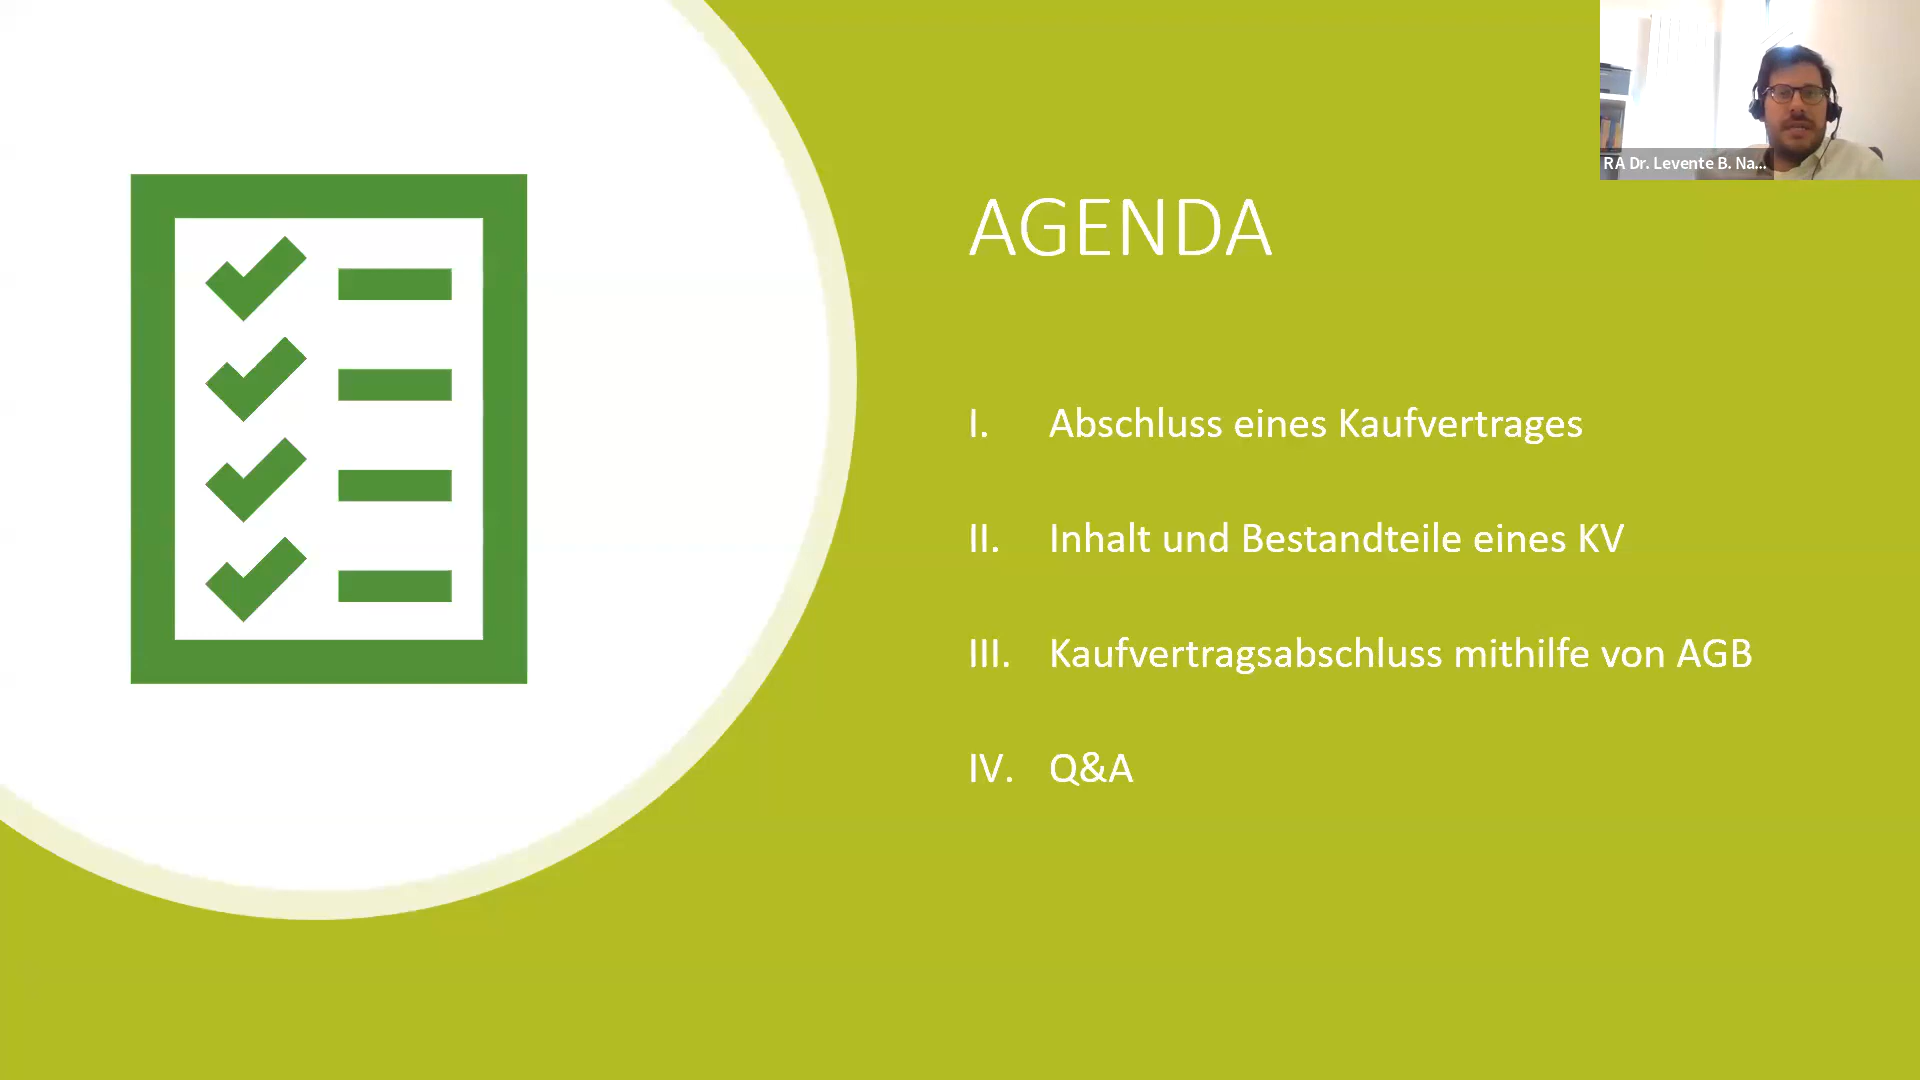 RA Dr. Levente B. Na...
AGENDA
I. Abschluss eines Kaufvertrages
II. Inhalt und Bestandteile eines KV
III. Kaufvertragsabschluss mithilfe von AGB
IV. Q&A